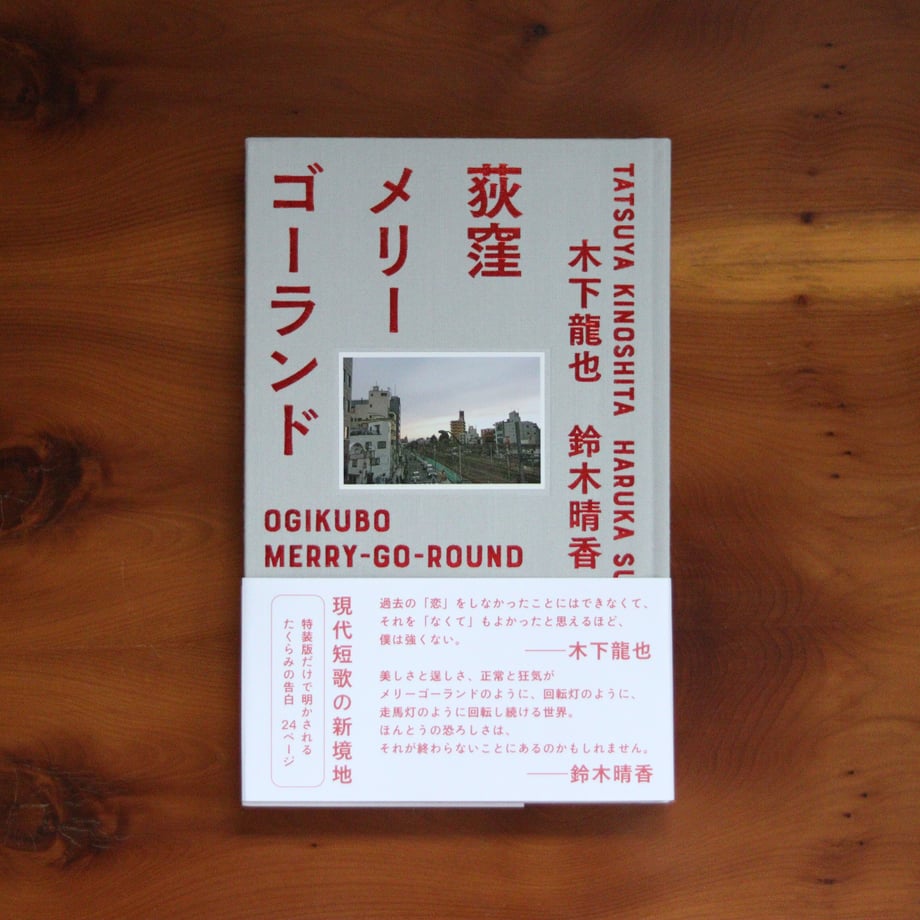 荻窪
メリー
ゴーランド
TATSUYA KINOSHITA HARUKA SU
木下龍也 鈴木晴香
OGIKUBO
MERRY-GO-ROUND
過去の「恋」をしなかったことにはできなくて、
それを「なくて」もよかったと思えるほど、
僕は強くない。
──木下龍也
美しさと逞しさ、正常と狂気が
メリーゴーランドのように、回転灯のように、
走馬灯のように回転し続ける世界。
ほんとうの恐ろしさは、
それが終わらないことにあるのかもしれません。
──鈴木晴香
現代短歌の新境地
特装版だけで明かされる
たくらみの告白 24ページ